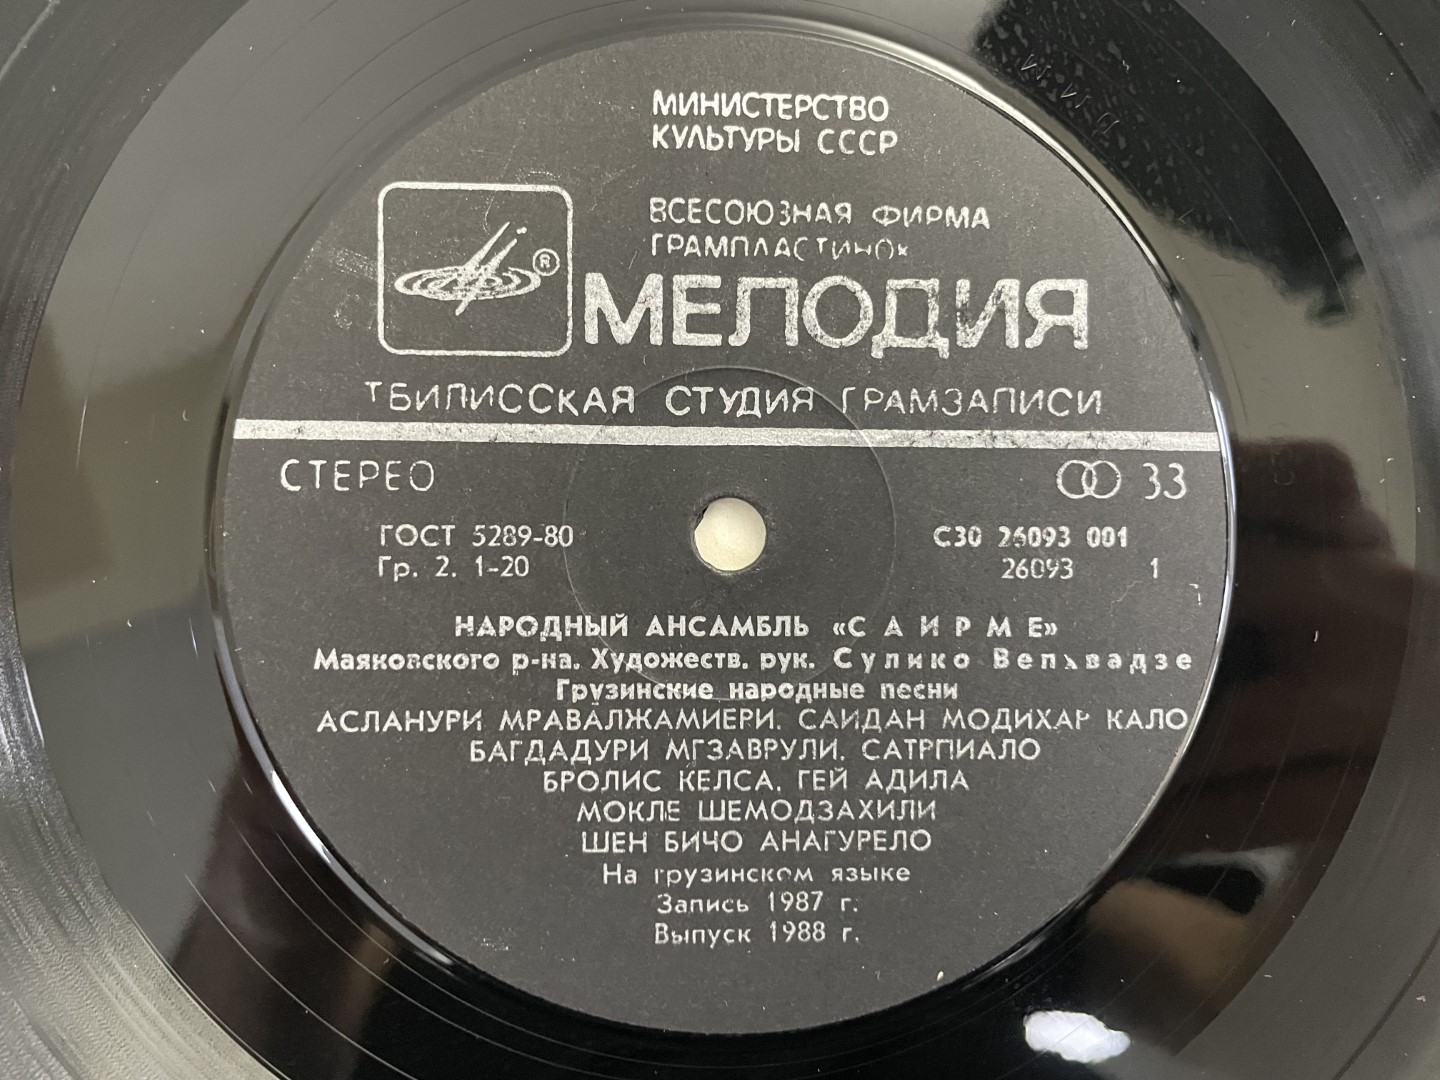 МИНИСТЕРСТВО
КУЛЬТУРЫ СССР
ВСЕСОЮЗНАЯ ФИРМА
ГРАМПЛАСТИНОК
®
МЕЛОДИЯ
ТБИЛИССКАЯ СТУДИЯ ГРАМЗАПИСИ
СТЕРЕО
33
ГОСТ 5289-80
С30 26093 001
Гр. 2. 1-20
26093 1
НАРОДНЫЙ АНСАМБЛЬ «САИРМЕ»
Маяковского р-на. Художеств. рук. Сулико Вепхвадзе
Грузинские народные песни
АСЛАНУРИ МРАВАЛЖАМИЕРИ. САИДАН МОДИХАР КАЛО
БАГДАДУРИ МГЗАВРУЛИ. САТРПИАЛО
БРОЛИС КЕЛСА. ГЕЙ АДИЛА
МОКЛЕ ШЕМОДЗАХИЛИ
ШЕН БИЧО АНАГУРЕЛО
На грузинском языке
Запись 1987 г.
Выпуск 1988 г.